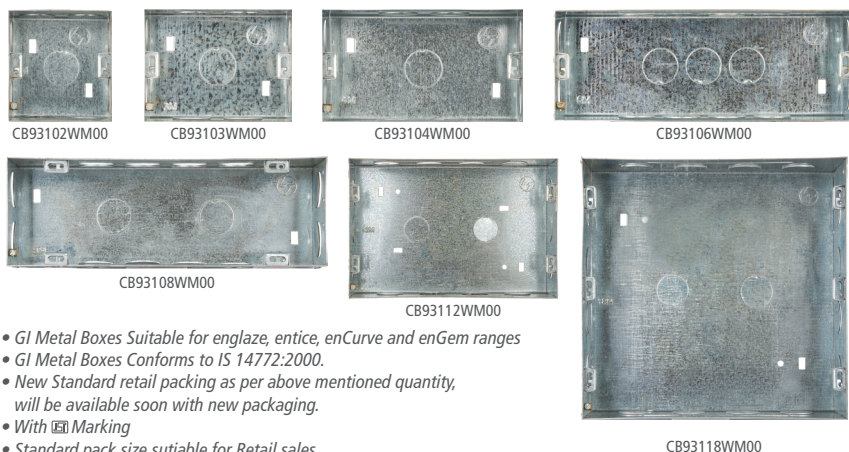 CB93102WM00
CB93103WM00
CB93104WM00
CB93106WM00
CB93108WM00
CB93112WM00
• GI Metal Boxes Suitable for englaze, entice, enCurve and enGem ranges
• GI Metal Boxes Conforms to IS 14772:2000.
• New Standard retail packing as per above mentioned quantity,
will be available soon with new packaging.
• With Marking
• Standard pack size sutiable for Retail sales
CB93118WM00